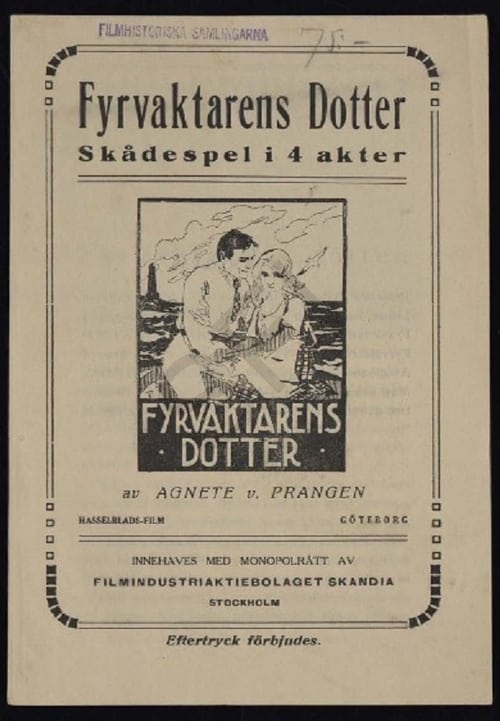 FILMHISTORISKA SAMLINGARNA
75:-
Fyrvaktarens Dotter
Skådespel i 4 akter
FYRVAKTARENS
· DOTTER ·
av AGNETE v. PRANGEN
HASSELBLADS-FILM GÖTEBORG
INNEHAVES MED MONOPOLRÄTT AV
FILMINDUSTRIAKTIEBOLAGET SKANDIA
STOCKHOLM
Eftertryck förbjudes.